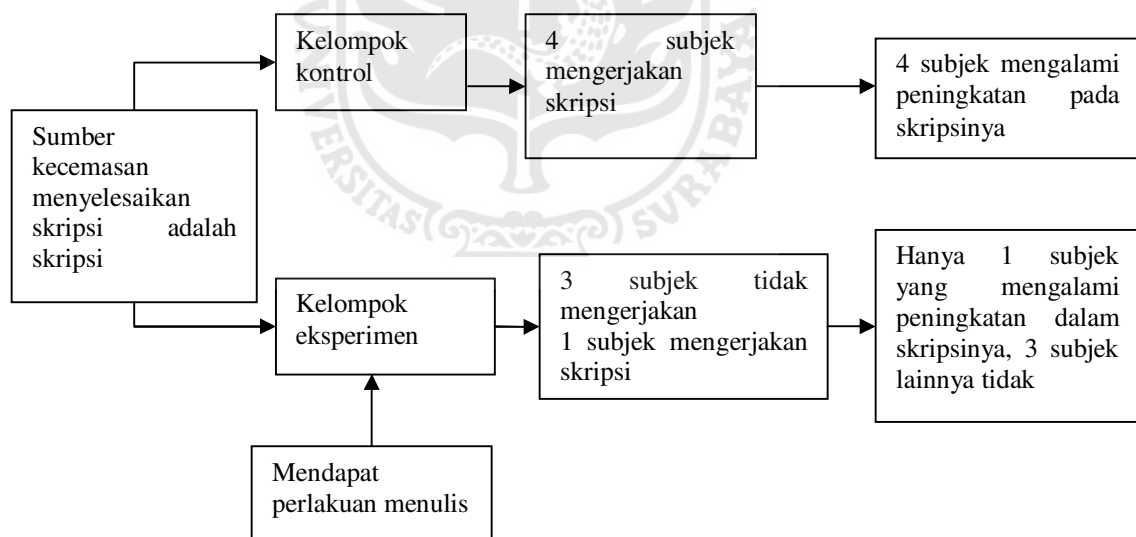 Kelompok
kontrol
4 subjek
mengerjakan
skripsi
4 subjek mengalami
peningkatan pada
skripsinya
Sumber
kecemasan
menyelesaikan
skripsi adalah
skripsi
Kelompok
eksperimen
3 subjek tidak
mengerjakan
1 subjek mengerjakan
skripsi
Hanya 1 subjek
yang mengalami
peningkatan dalam
skripsinya, 3 subjek
lainnya tidak
Mendapat
perlakuan menulis
UNIVERSITAS SURABAYA